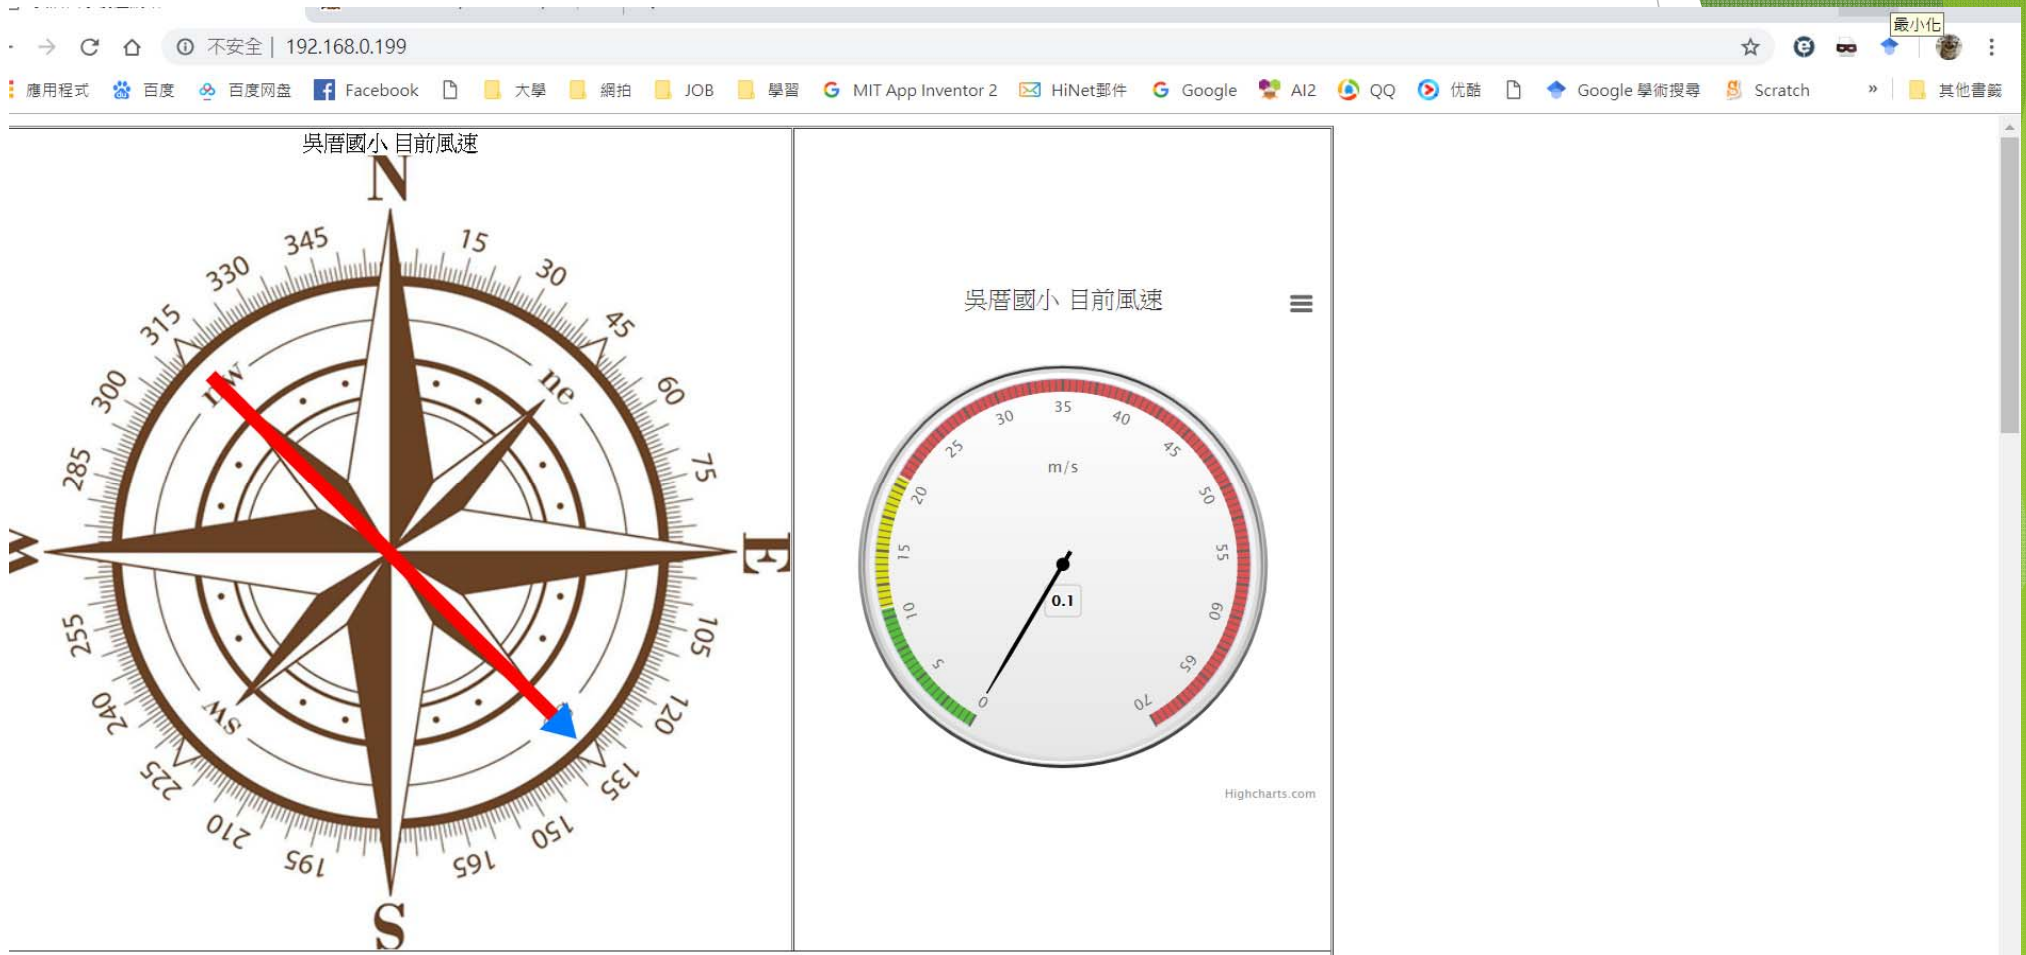 最小化
不安全 | 192.168.0.199
應用程式 百度 百度网盘 Facebook 大學 網拍 JOB 學習 MIT App Inventor 2 HiNet郵件 Google AI2 QQ 优酷 Google 學術搜尋 Scratch » 其他書籤
吳厝國小 目前風速
N
345 15
330 30
315 45
nw ne
300 60
285 75
W E
255 105
240 120
sw
225 135
210 150
195 165
S
吳厝國小 目前風速
35
30 40
m/s
25 45
20 50
15 55
0.1
10 60
5 65
0 70
Highcharts.com